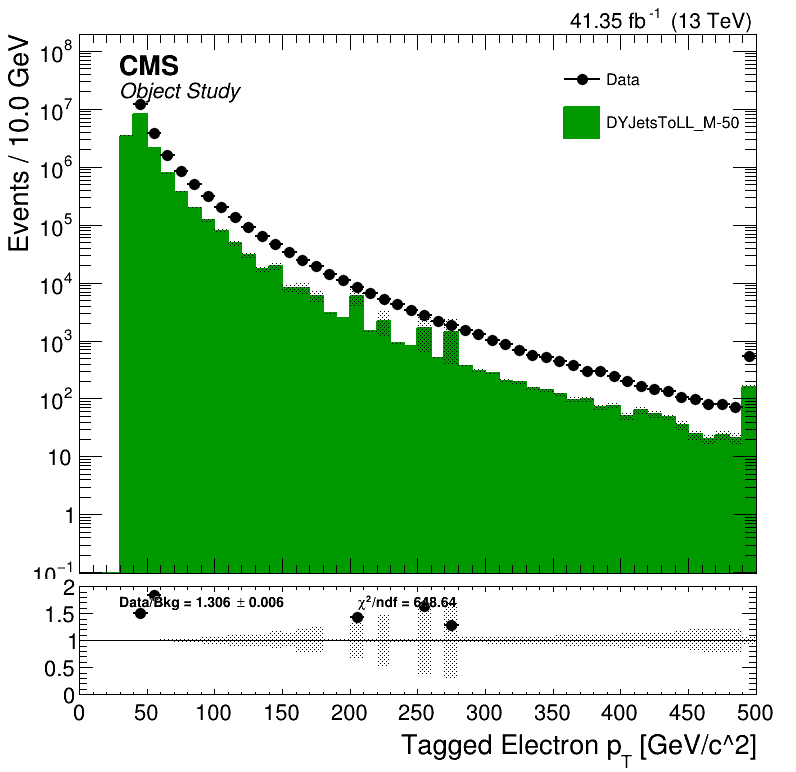 41.35 fb⁻¹ (13 TeV)
CMS
Object Study
Data
DYJetsToLL_M-50
Events / 10.0 GeV
10⁸
10⁷
10⁶
10⁵
10⁴
10³
10²
10
1
10⁻¹
Data/Bkg = 1.306 ± 0.006
χ²/ndf = 648.64
2
1.5
1
0.5
0
0 50 100 150 200 250 300 350 400 450 500
Tagged Electron p_T [GeV/c^2]